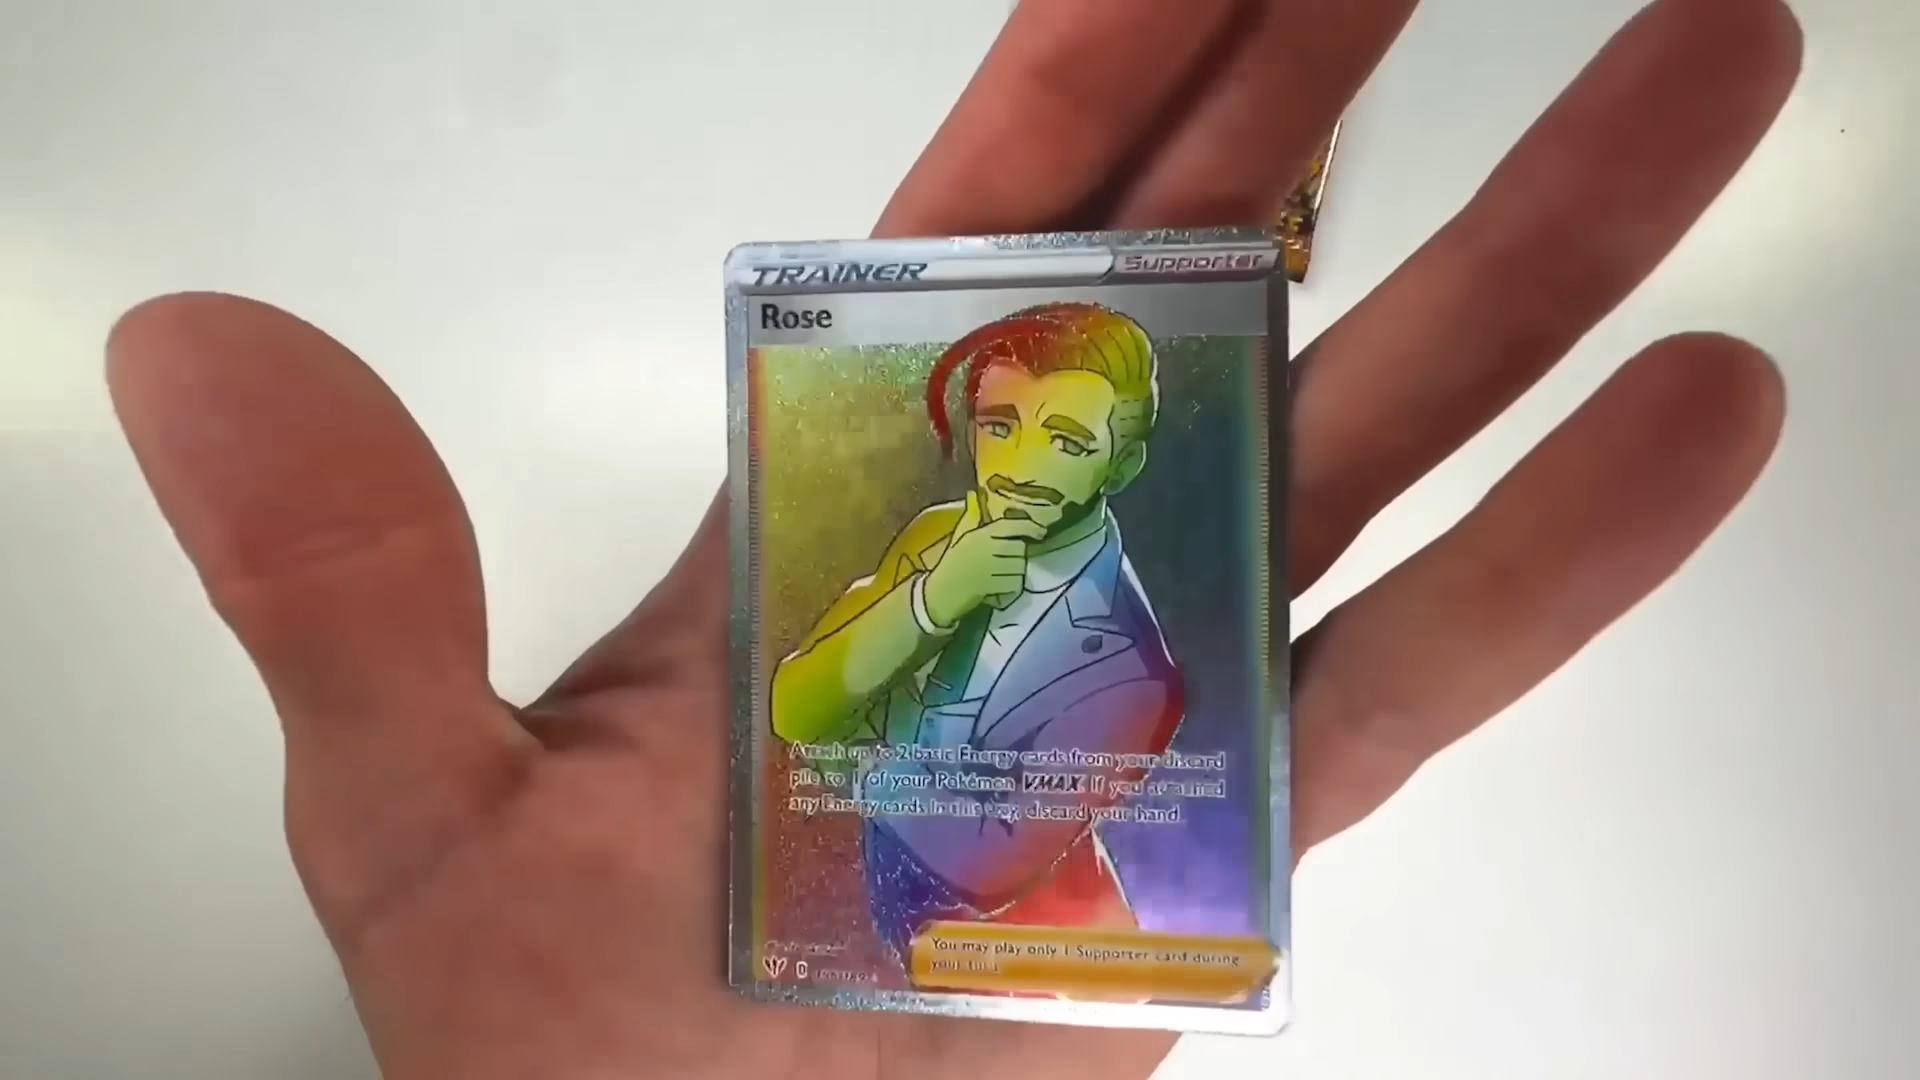 TRAINER
Supporter
Rose
Attach up to 2 basic Energy cards from your discard
pile to 1 of your Pokémon VMAX. If you attached
any Energy cards in this way, discard your hand.
You may play only 1 Supporter card during
your turn.
D